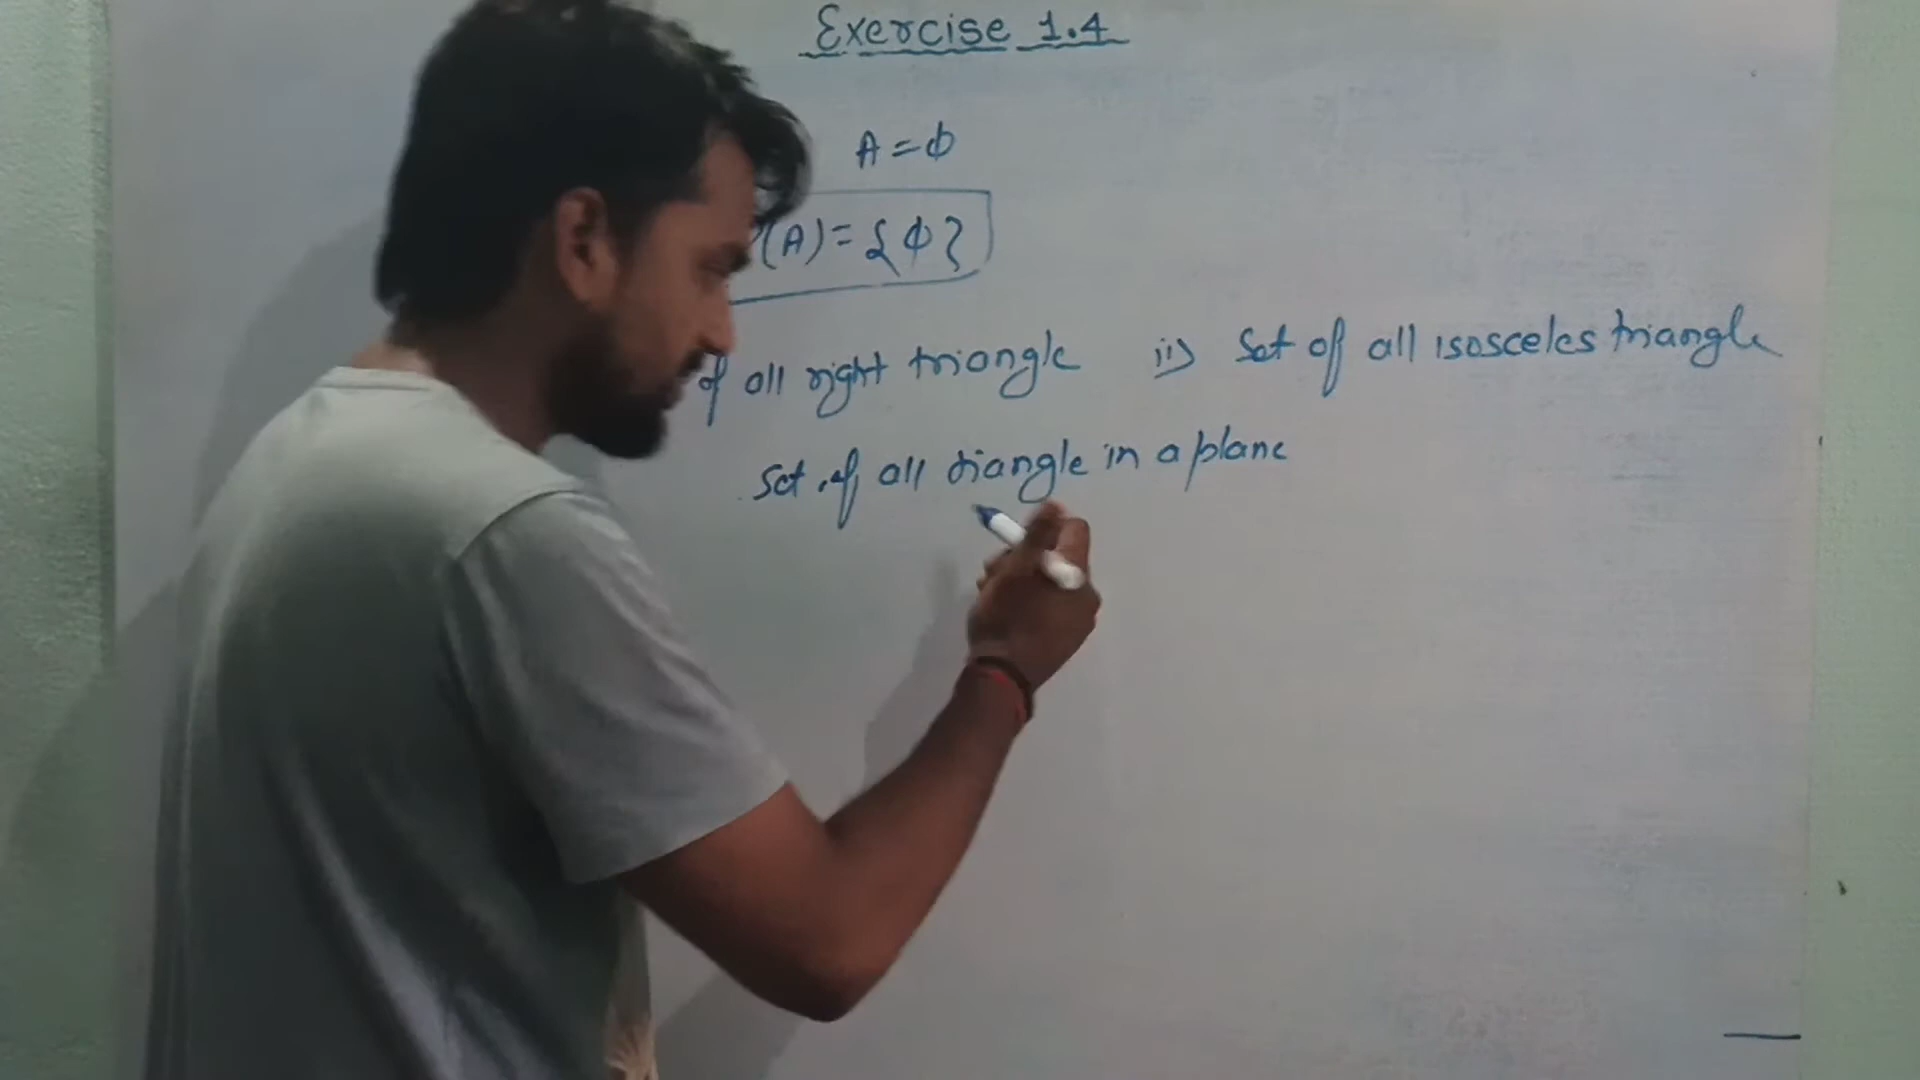 Exercise 1.4
A = ϕ
(A) = {ϕ}
of all right triangle ii) Set of all isosceles triangle
Set of all triangle in a plane